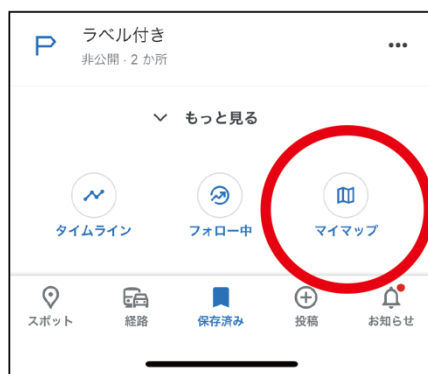 ラベル付き
非公開・2 か所
もっと見る
タイムライン
フォロー中
マイマップ
スポット
経路
保存済み
投稿
お知らせ